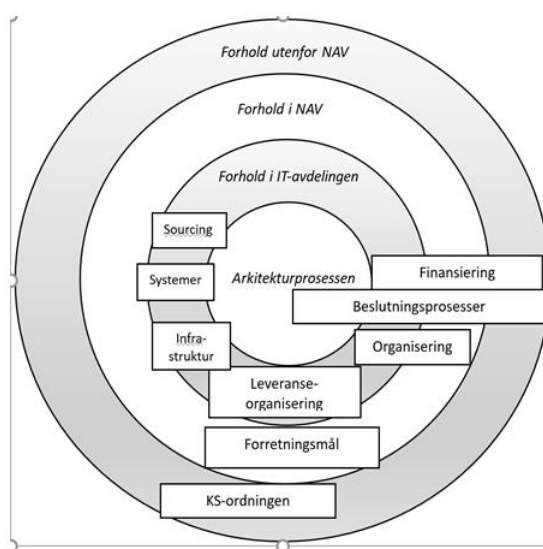 Forhold utenfor NAV
Forhold i NAV
Forhold i IT-avdelingen
Sourcing
Arkitekturprosessen
Systemer
Finansiering
Beslutningsprosesser
Infra-
struktur
Organisering
Leveranse-
organisering
Forretningsmål
KS-ordningen